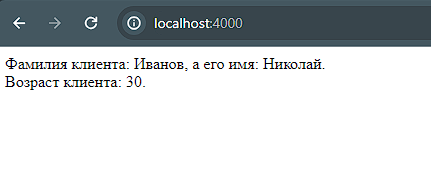 localhost:4000
Фамилия клиента: Иванов, а его имя: Николай.
Возраст клиента: 30.